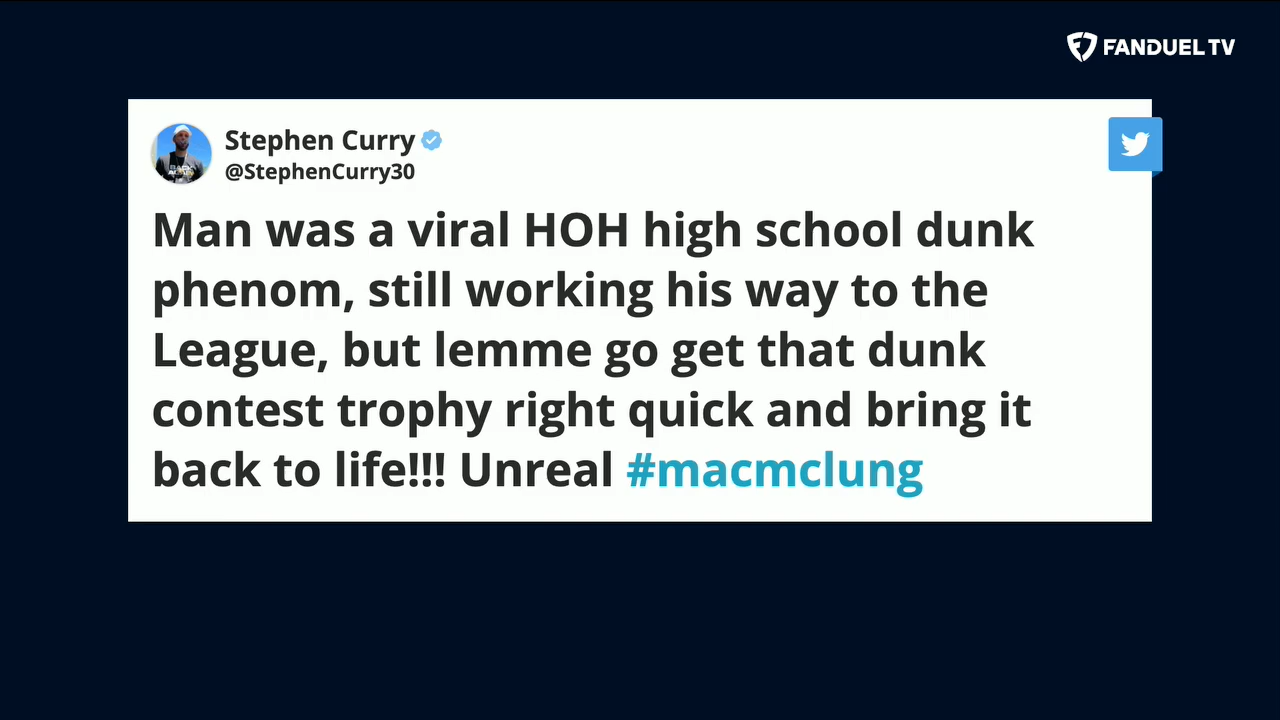 FANDUEL TV
Stephen Curry
@StephenCurry30
Man was a viral HOH high school dunk
phenom, still working his way to the
League, but lemme go get that dunk
contest trophy right quick and bring it
back to life!!! Unreal #macmclung